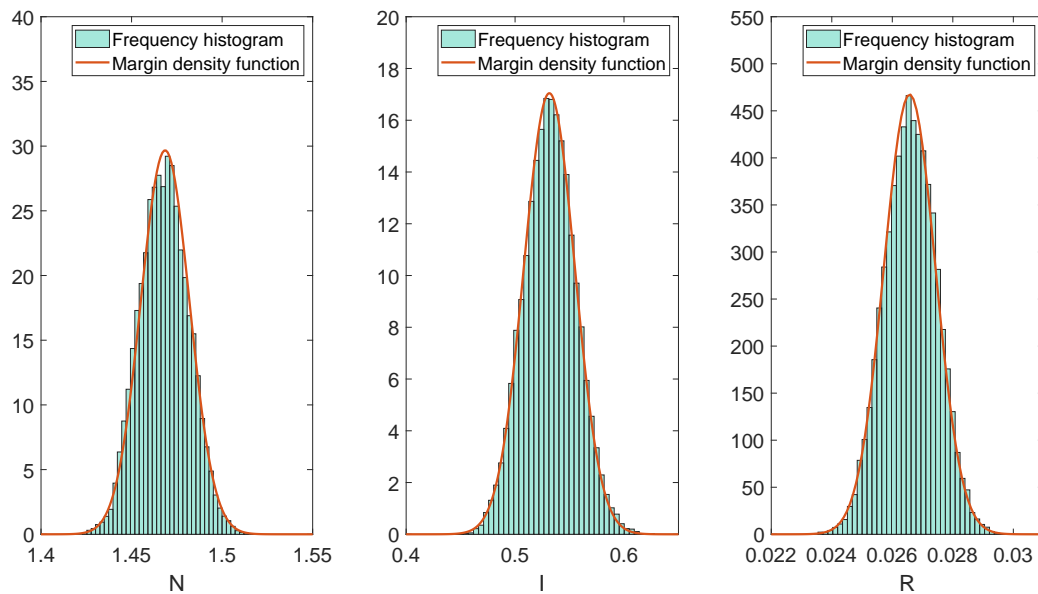 Frequency histogram
Margin density function
40
35
30
25
20
15
10
5
0
1.4 1.45 1.5 1.55
N
Frequency histogram
Margin density function
20
18
16
14
12
10
8
6
4
2
0
0.4 0.5 0.6
I
Frequency histogram
Margin density function
550
500
450
400
350
300
250
200
150
100
50
0
0.022 0.024 0.026 0.028 0.03
R